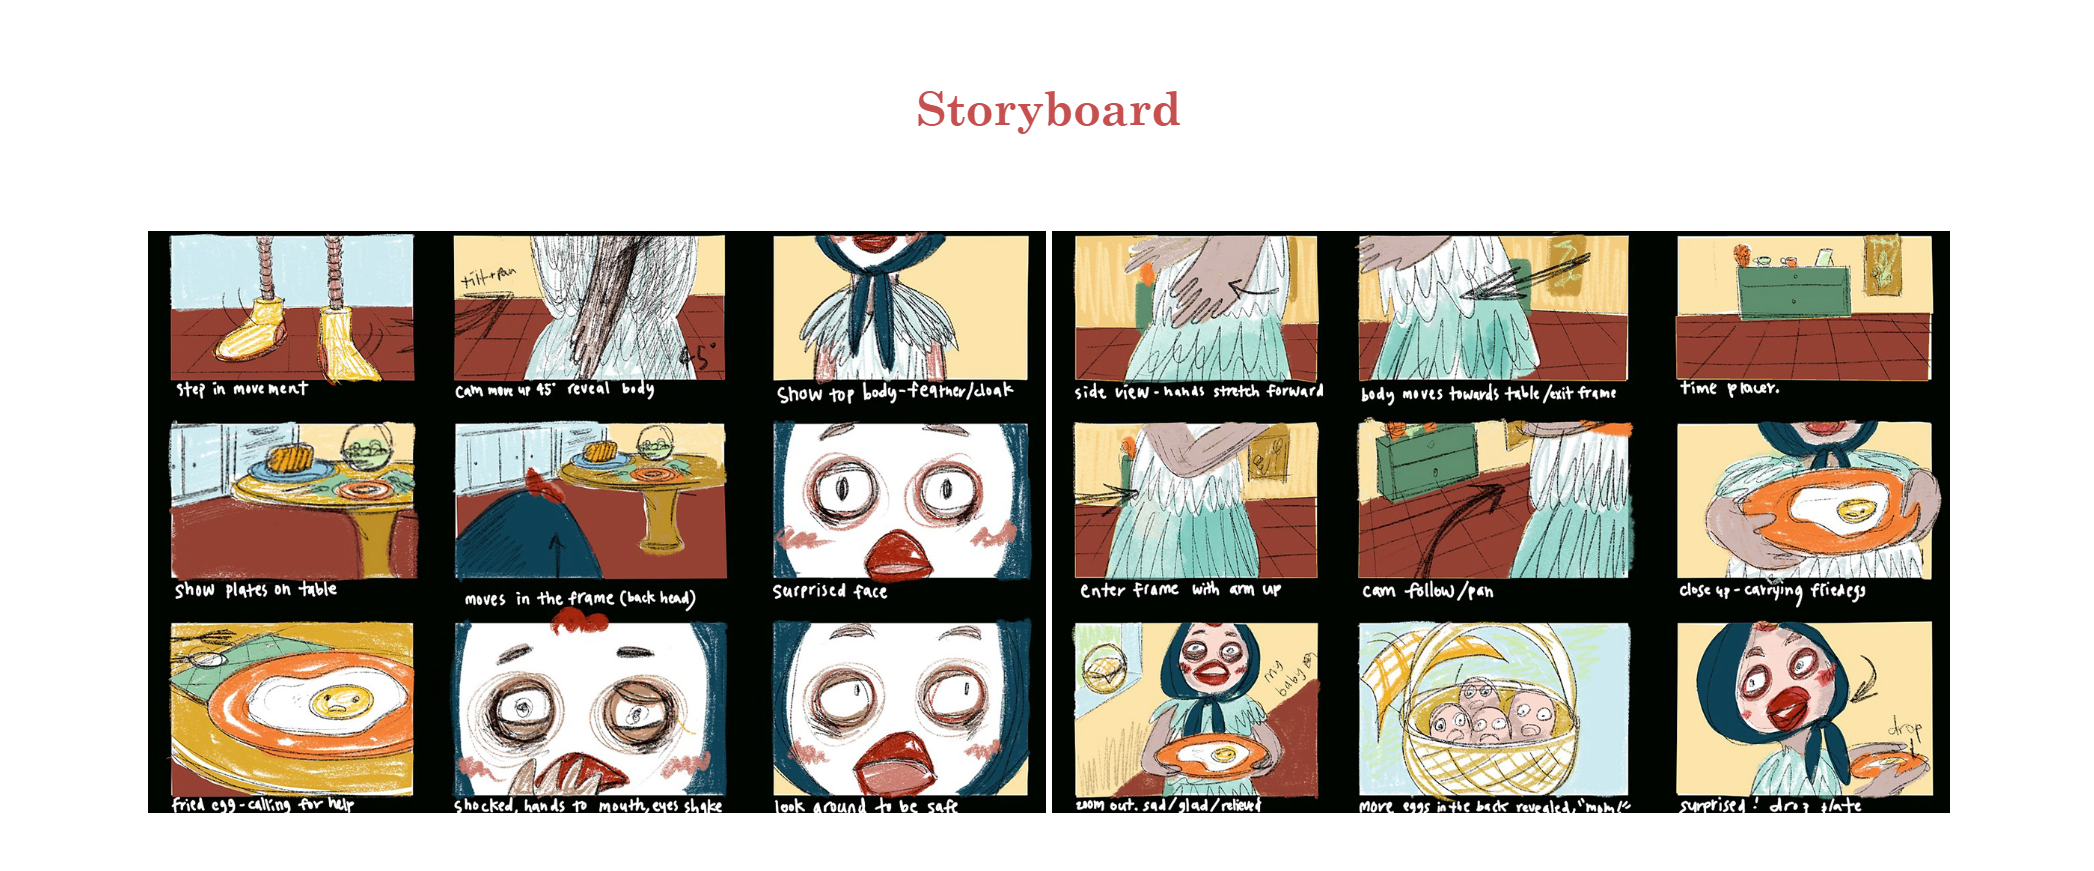 Storyboard
step in movement
tilt+pan
45°
cam move up 45° reveal body
show top body-feather/cloak
show plates on table
moves in the frame (back head)
surprised face
fried egg-calling for help
shocked, hands to mouth, eyes shake
look around to be safe
side view - hands stretch forward
body moves towards table/exit frame
time placer.
enter frame with arm up
cam follow/pan
close up - carrying friedegg
my
baby
zoom out. sad/glad/relieved
more eggs in the back revealed, "mom!"
drop
surprised! drop plate